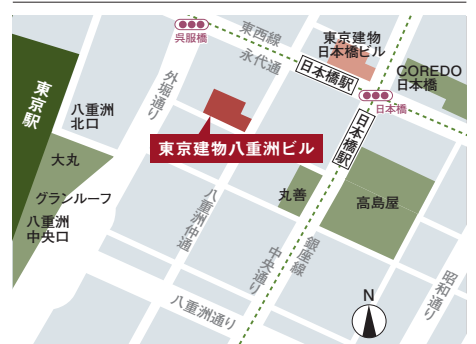 呉服橋
東西線
永代通
東京建物
日本橋ビル
日本橋駅
COREDO
日本橋
日本橋
日本橋駅
東京駅
外堀通り
八重洲
北口
大丸
東京建物八重洲ビル
グランルーフ
八重洲
中央口
八重洲仲通
丸善
高島屋
中央通り
銀座線
昭和通り
八重洲通り
N